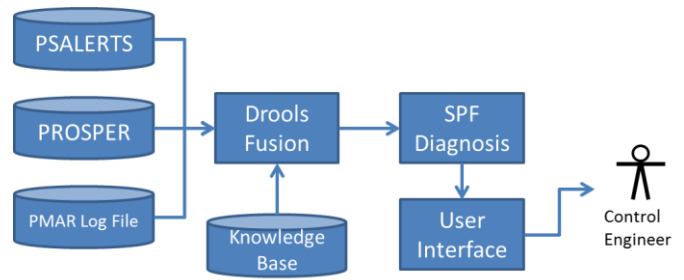 PSALERTS
PROSPER
PMAR Log File
Drools
Fusion
Knowledge
Base
SPF
Diagnosis
User
Interface
Control
Engineer